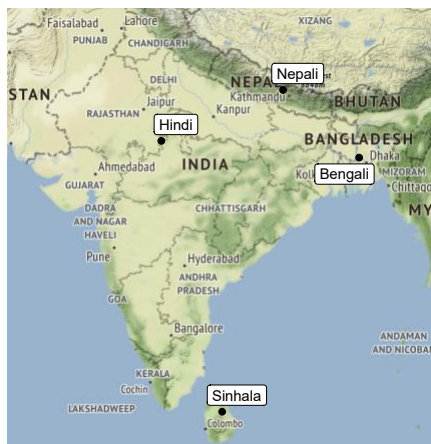 Faisalabad
Lahore
XIZANG
PUNJAB
CHANDIGARH
STAN
DELHI
NEPAL
Nepali
Kathmandu
BHUTAN
Jaipur
RAJASTHAN
Kanpur
Hindi
BANGLADESH
Dhaka
INDIA
Ahmedabad
Bengali
MIZORAM
GUJARAT
Chittago
DADRA
AND NAGAR
HAVELI
CHHATTISGARH
MY
Pune
Hyderabad
ANDHRA
PRADESH
GOA
Bangalore
ANDAMAN
AND NICOBAR
KERALA
Cochin
Sinhala
LAKSHADWEEP
Colombo